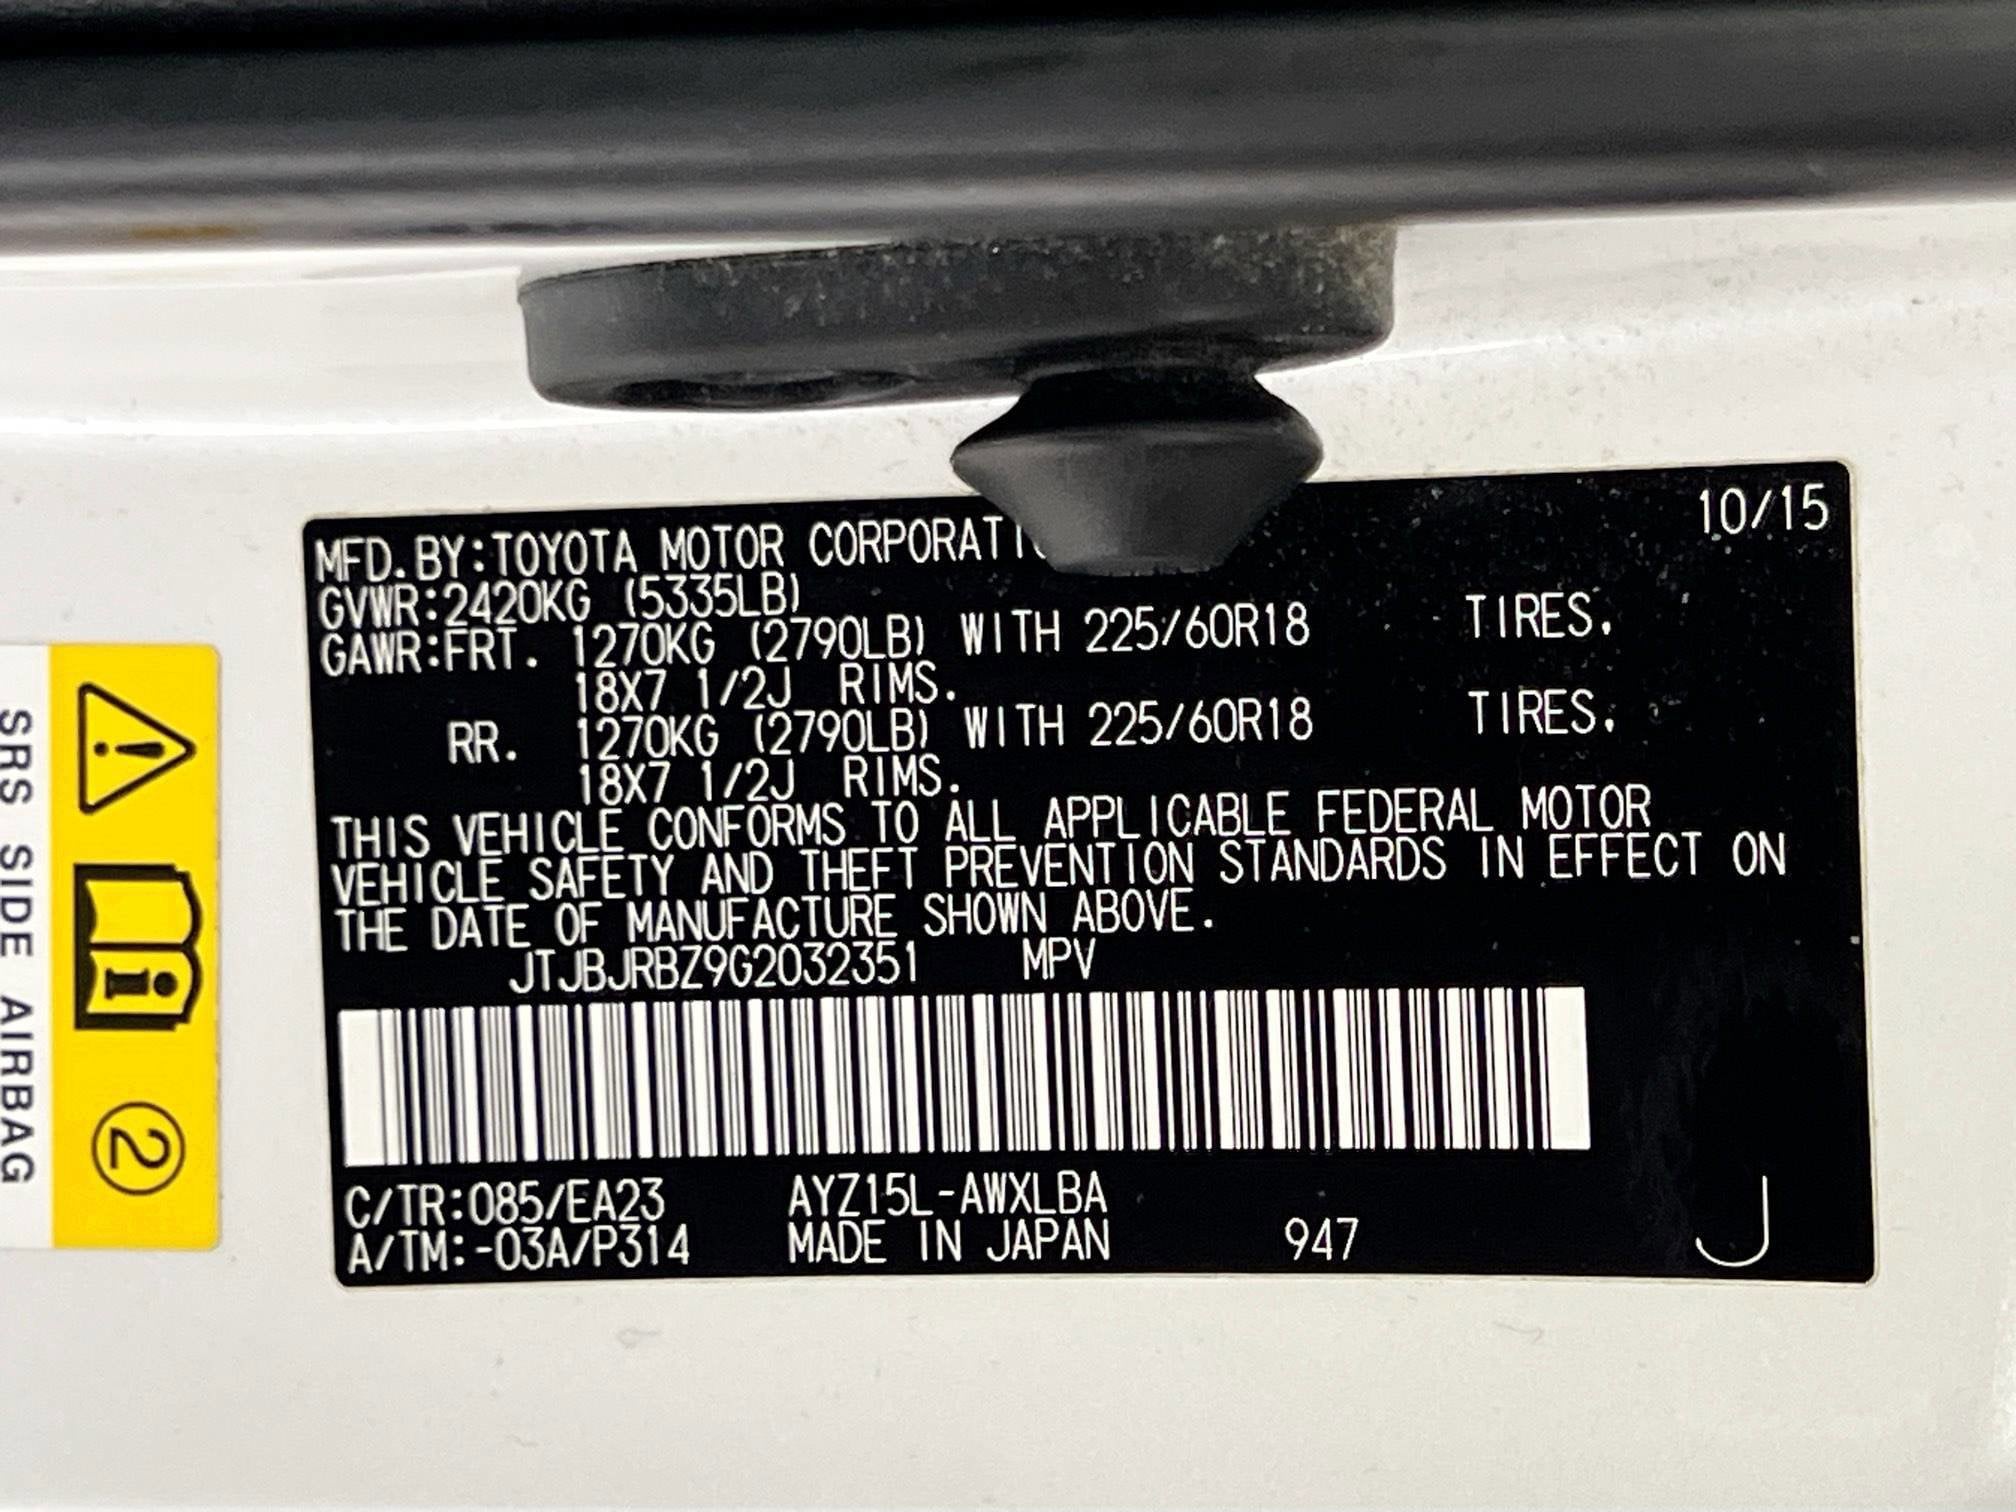 10/15
MFD. BY:TOYOTA MOTOR
GVWR:2420KG (5335LB)
GAWR:FRT. 1270KG (2790LB) WITH 225/60R18 TIRES.
18X7 1/2J RIMS.
RR. 1270KG (2790LB) WITH 225/60R18 TIRES.
18X7 1/2J RIMS.
THIS VEHICLE CONFORMS TO ALL APPLICABLE FEDERAL MOTOR
VEHICLE SAFETY AND THEFT PREVENTION STANDARDS IN EFFECT ON
THE DATE OF MANUFACTURE SHOWN ABOVE.
JTJBJRBZ9G2032351 MPV
C/TR:085/EA23 AYZ15L-AWXLBA
A/TM:-03A/P314 MADE IN JAPAN 947
J
SRS SIDE AIRBAG
2